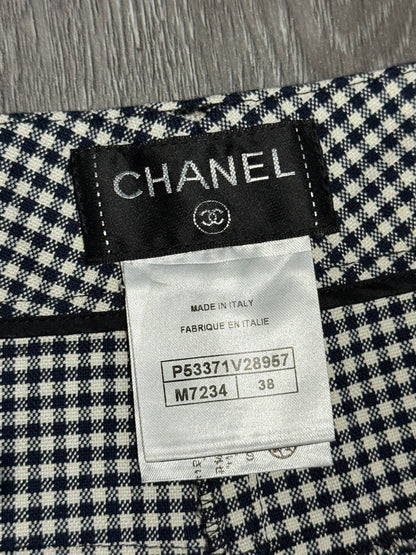 CHANEL
MADE IN ITALY
FABRIQUE EN ITALIE
P53371V28957
M7234 38